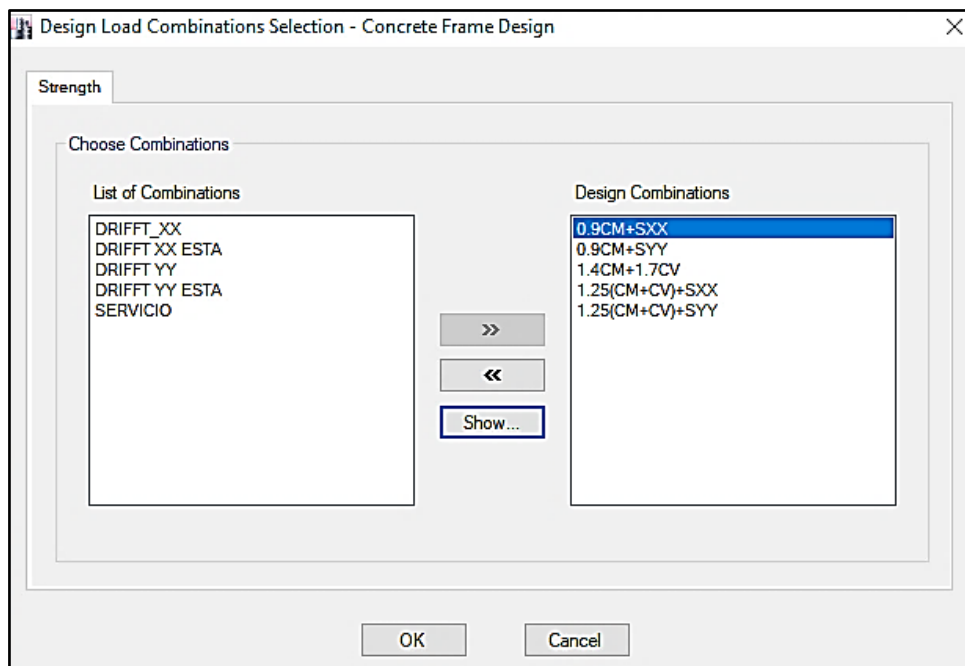 Design Load Combinations Selection - Concrete Frame Design
Strength
Choose Combinations
List of Combinations
DRIFFT_XX
DRIFFT XX ESTA
DRIFFT YY
DRIFFT YY ESTA
SERVICIO
>>
<<
Show...
Design Combinations
0.9CM+SXX
0.9CM+SYY
1.4CM+1.7CV
1.25(CM+CV)+SXX
1.25(CM+CV)+SYY
OK
Cancel